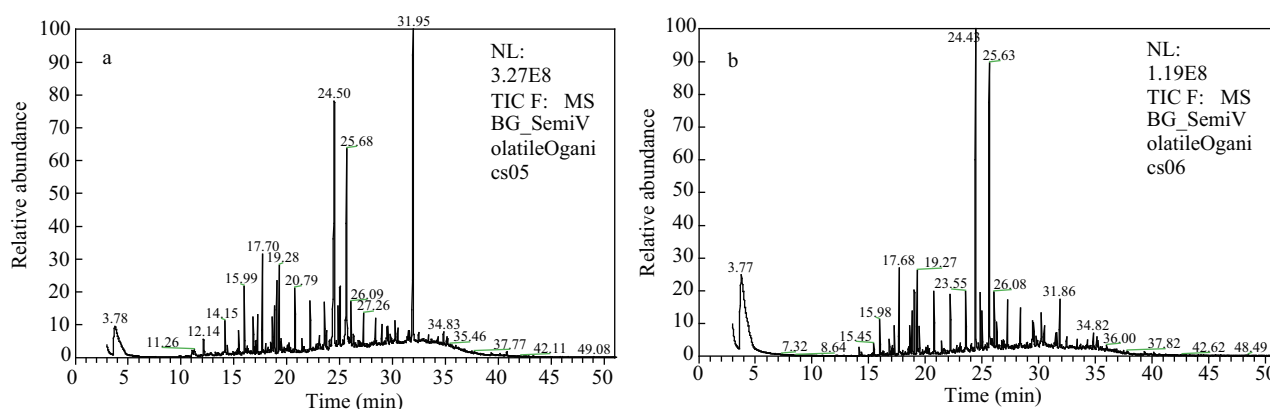 a
NL:
3.27E8
TIC F: MS
BG_SemiV
olatileOgani
cs05
Relative abundance
100
90
80
70
60
50
40
30
20
10
0
3.78
11.26
12.14
14.15
15.99
17.70
19.28
20.79
24.50
25.68
26.09
27.26
31.95
34.83
35.46
37.77
42.11
49.08
0 5 10 15 20 25 30 35 40 45 50
Time (min)
b
NL:
1.19E8
TIC F: MS
BG_SemiV
olatileOgani
cs06
Relative abundance
100
90
80
70
60
50
40
30
20
10
0
3.77
7.32
8.64
15.45
15.98
17.68
19.27
23.55
24.43
25.63
26.08
31.86
34.82
36.00
37.82
42.62
48.49
0 5 10 15 20 25 30 35 40 45 50
Time (min)